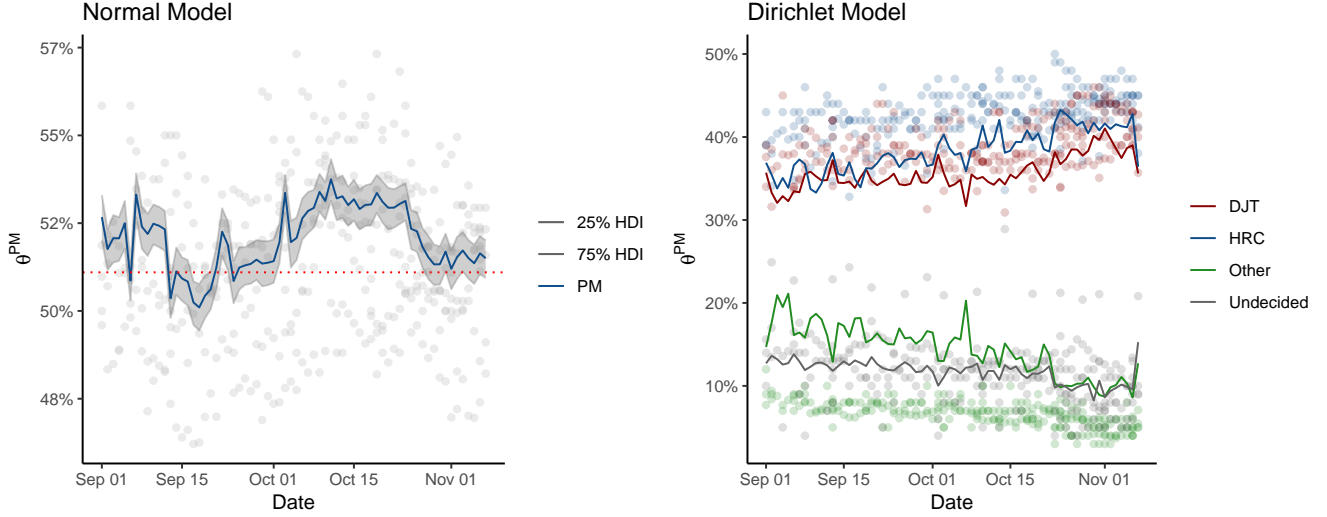 Normal Model
57%
55%
52%
50%
48%
θPM
Sep 01
Sep 15
Oct 01
Oct 15
Nov 01
Date
25% HDI
75% HDI
PM
Dirichlet Model
50%
40%
30%
20%
10%
θPM
Sep 01
Sep 15
Oct 01
Oct 15
Nov 01
Date
DJT
HRC
Other
Undecided